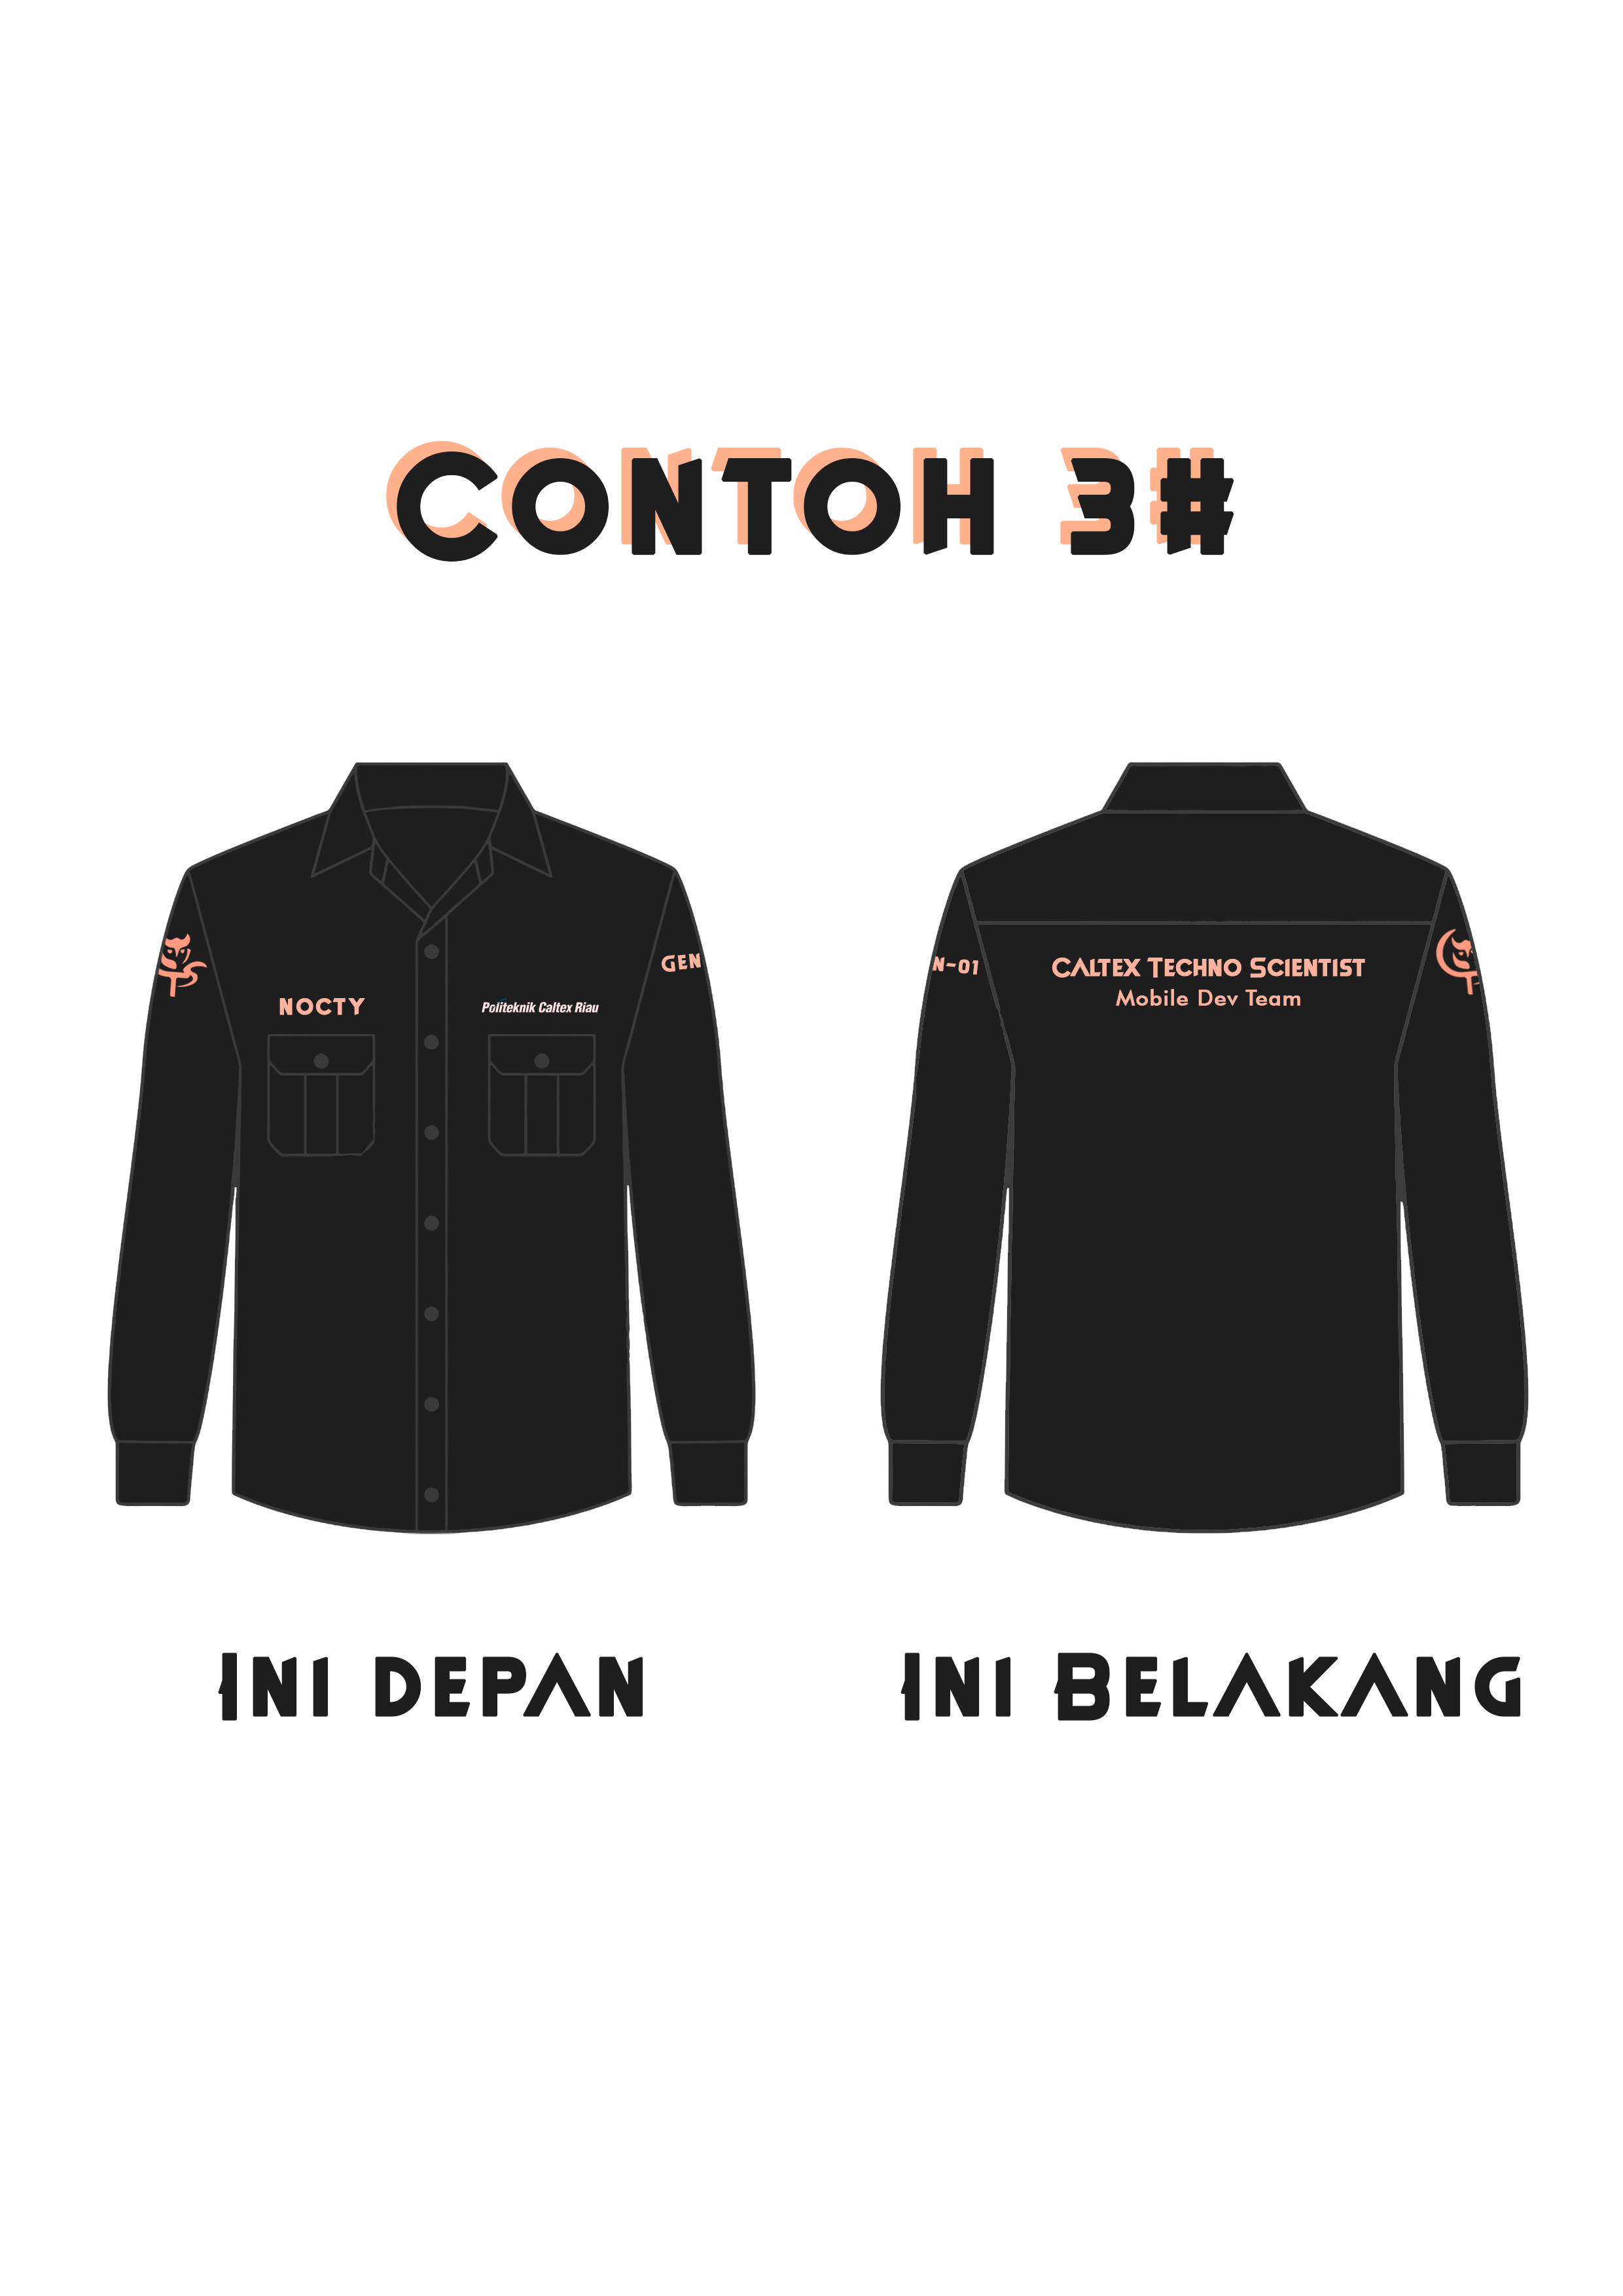 Contoh 3#
GEN
NOCTY
Politeknik Caltex Riau
N-01
Caltex Techno Scientist
Mobile Dev Team
Ini depan
Ini Belakang